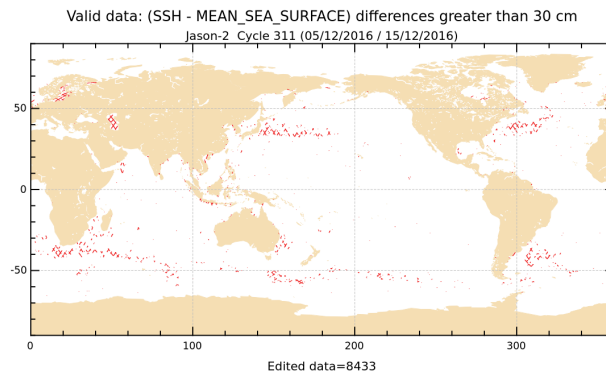 Valid data: (SSH - MEAN_SEA_SURFACE) differences greater than 30 cm
Jason-2 Cycle 311 (05/12/2016 / 15/12/2016)
50
0
-50
0 100 200 300
Edited data=8433